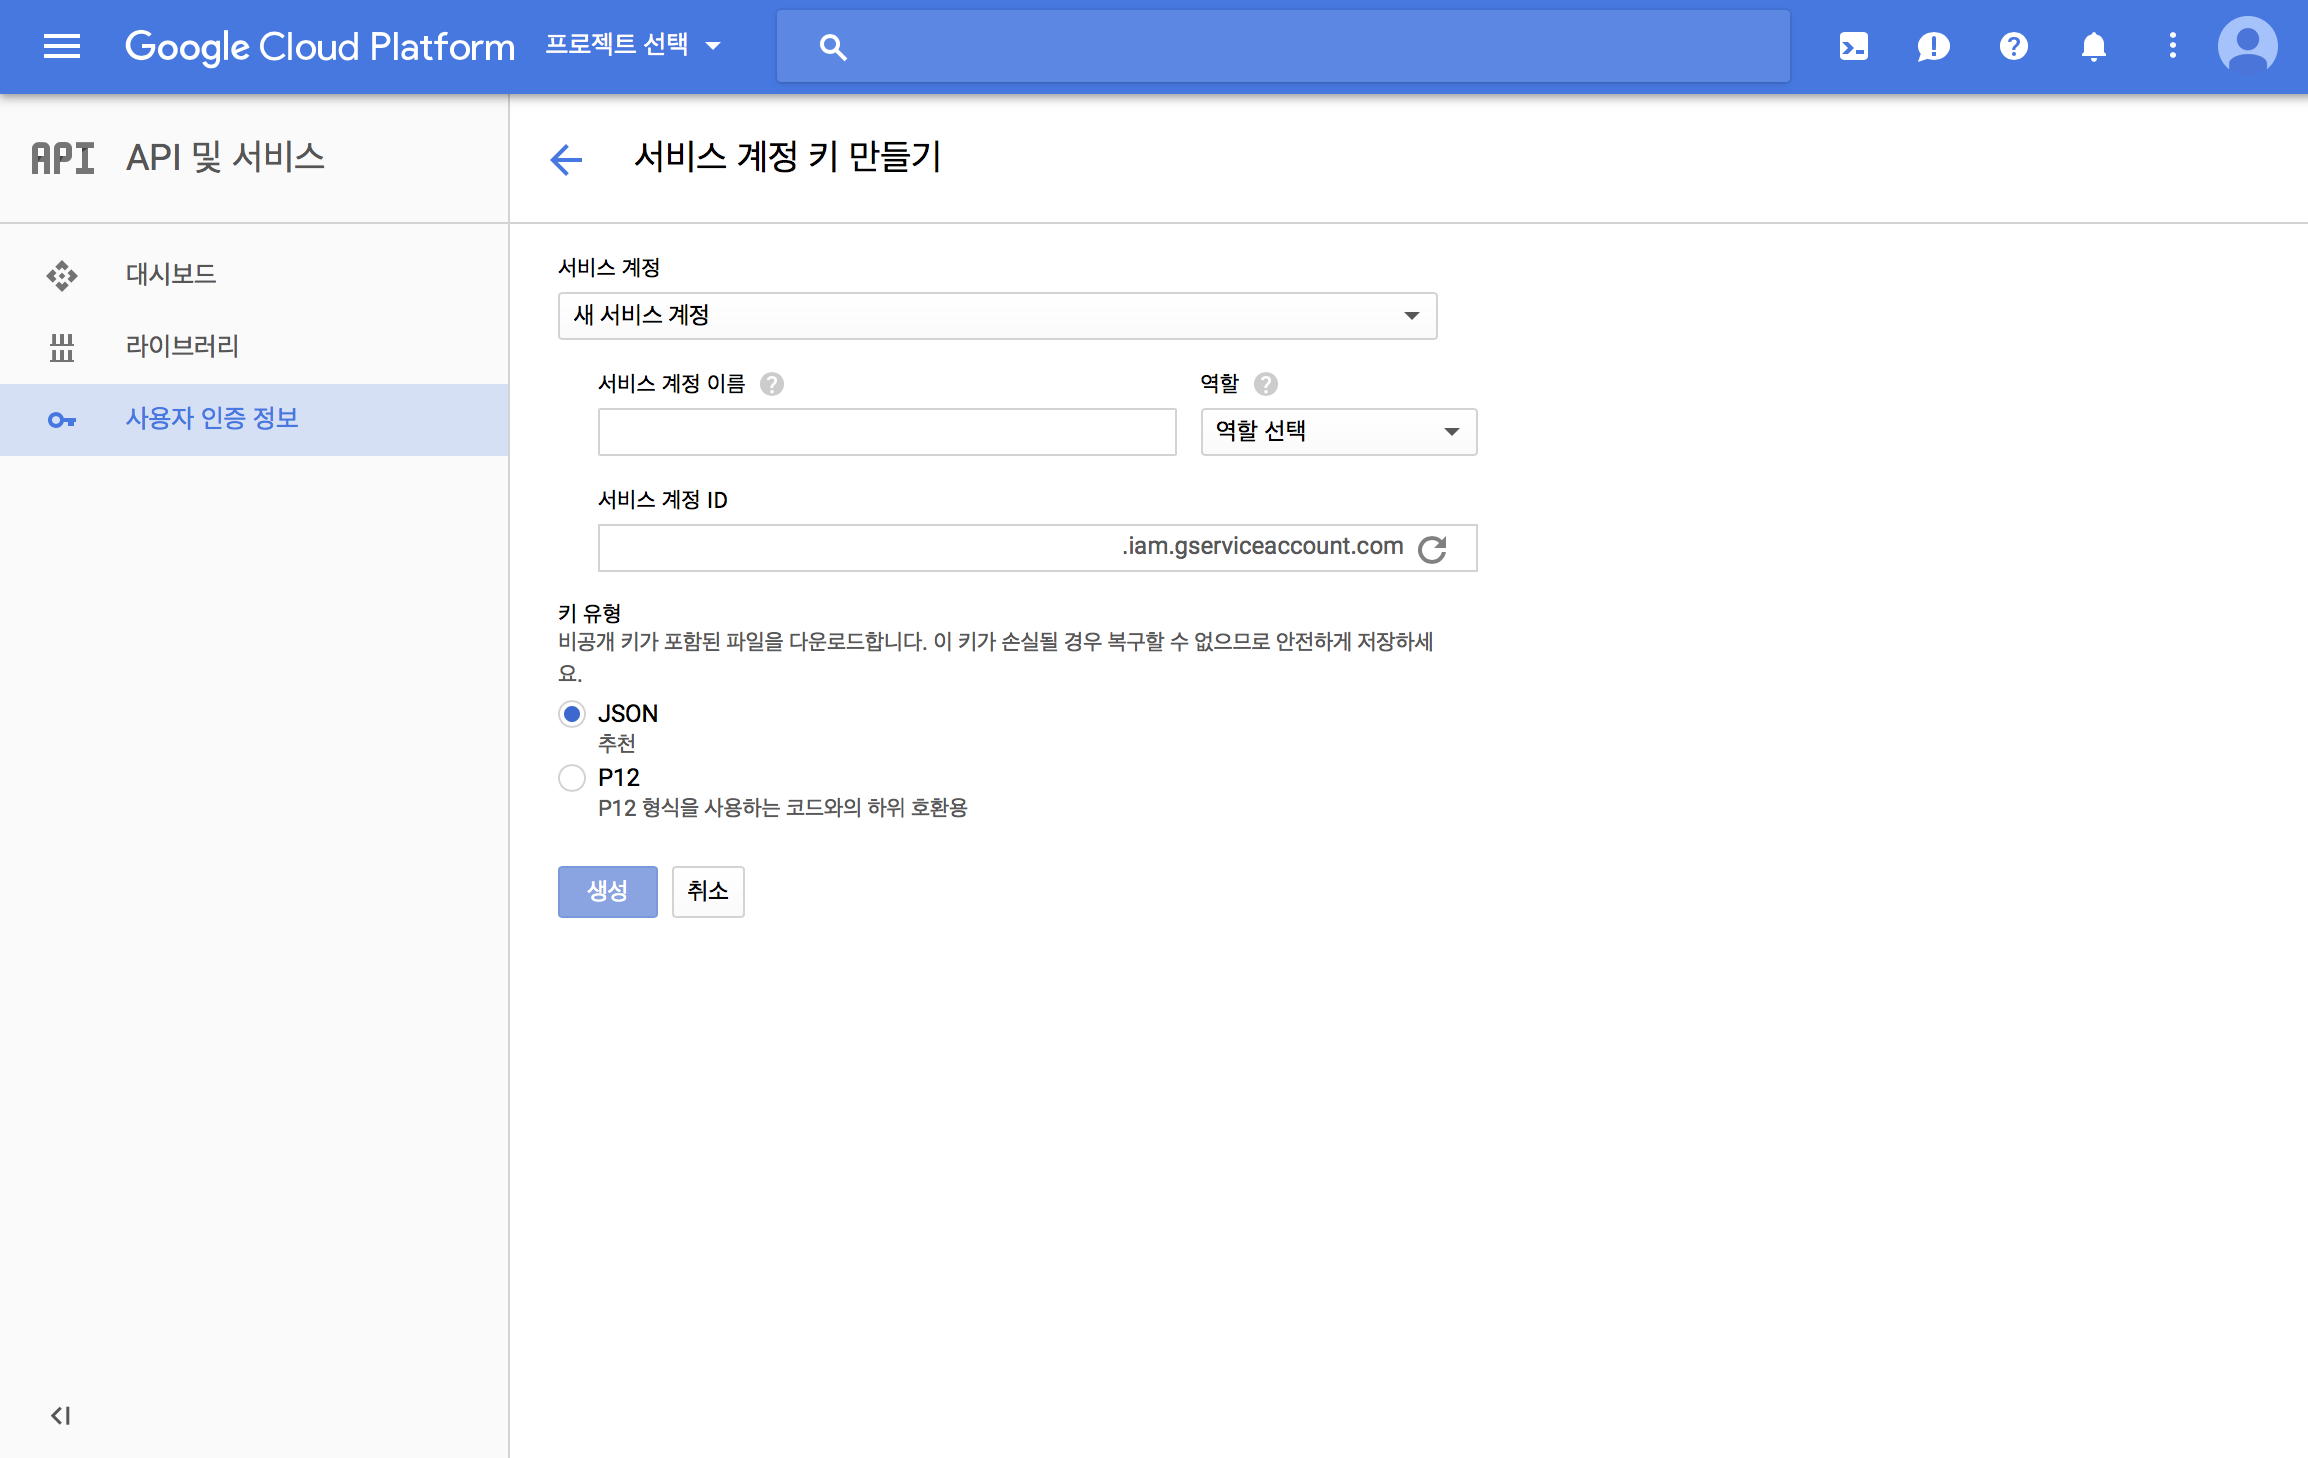 Google Cloud Platform 프로젝트 선택
API API 및 서비스
서비스 계정 키 만들기
대시보드
라이브러리
사용자 인증 정보
서비스 계정
새 서비스 계정
서비스 계정 이름 ?
역할 ?
역할 선택
서비스 계정 ID
.iam.gserviceaccount.com
키 유형
비공개 키가 포함된 파일을 다운로드합니다. 이 키가 손실될 경우 복구할 수 없으므로 안전하게 저장하세
요.
JSON
추천
P12
P12 형식을 사용하는 코드와의 하위 호환용
생성 취소